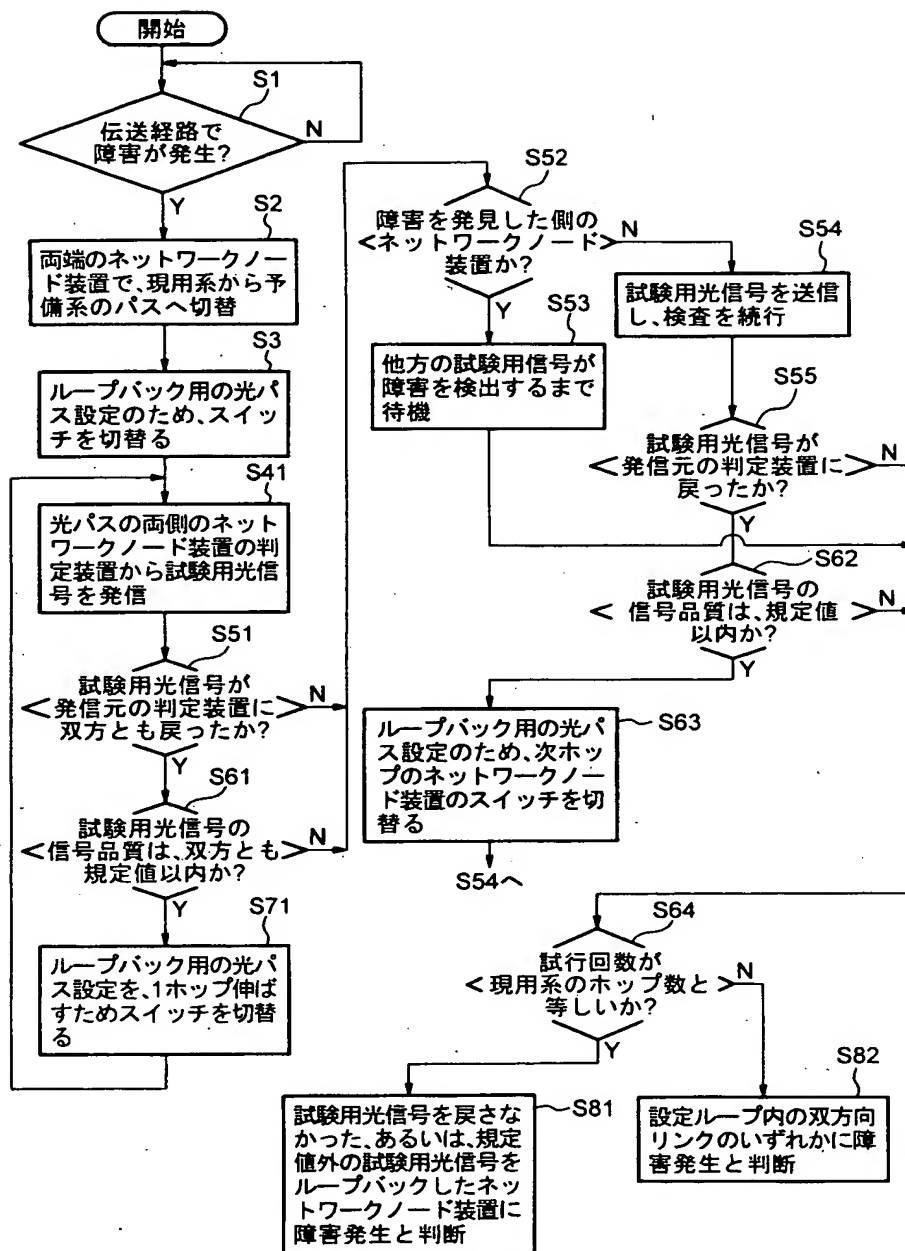 開始
S1
伝送経路で
障害が発生?
N
Y
S2
両端のネットワークノー
ド装置で、現用系から予
備系のパスへ切替
S3
ループバック用の光パ
ス設定のため、スイッ
チを切替る
S41
光パスの両側のネット
ワークノード装置の判
定装置から試験用光信
号を発信
S51
試験用光信号が
発信元の判定装置に
双方とも戻ったか?
N
Y
S61
試験用光信号の
信号品質は、双方とも
規定値以内か?
N
Y
S71
ループバック用の光パ
ス設定を、1ホップ伸ば
すためスイッチを切替
る
S52
障害を発見した側の
ネットワークノード
装置か?
N
Y
S53
他方の試験用信号が
障害を検出するまで
待機
S54
試験用光信号を送信
し、検査を続行
S55
試験用光信号が
発信元の判定装置に
戻ったか?
N
Y
S62
試験用光信号の
信号品質は、規定値
以内か?
N
Y
S63
ループバック用の光パ
ス設定のため、次ホッ
プのネットワークノー
ド装置のスイッチを切
替る
S54へ
S64
試行回数が
現用系のホップ数と
等しいか?
N
Y
S81
試験用光信号を戻さな
かった、あるいは、規定
値外の試験用光信号を
ループバックしたネッ
トワークノード装置に
障害発生と判断
S82
設定ループ内の双方向
リンクのいずれかに障
害発生と判断